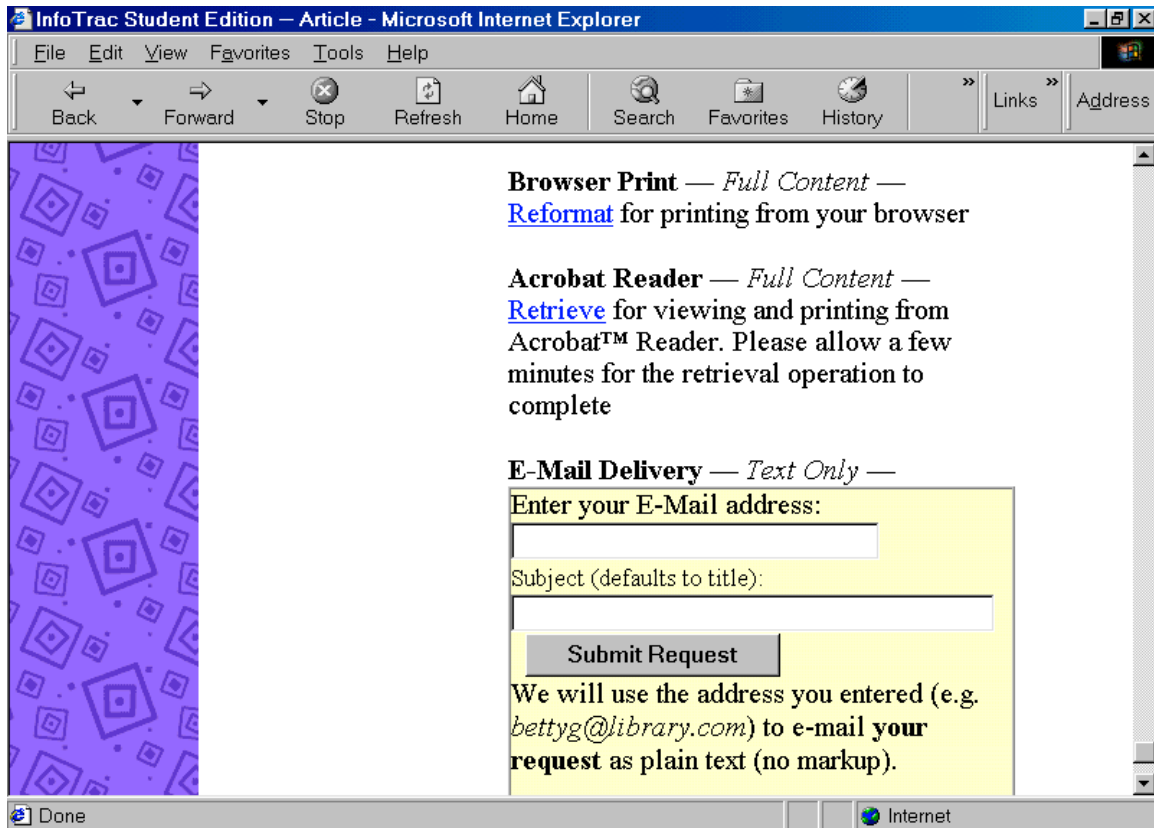 InfoTrac Student Edition — Article - Microsoft Internet Explorer
File Edit View Favorites Tools Help
Back Forward Stop Refresh Home Search Favorites History » Links » Address
Browser Print — Full Content —
Reformat for printing from your browser
Acrobat Reader — Full Content —
Retrieve for viewing and printing from
Acrobat™ Reader. Please allow a few
minutes for the retrieval operation to
complete
E-Mail Delivery — Text Only —
Enter your E-Mail address:
Subject (defaults to title):
Submit Request
We will use the address you entered (e.g.
bettyg@library.com) to e-mail your
request as plain text (no markup).
Done Internet